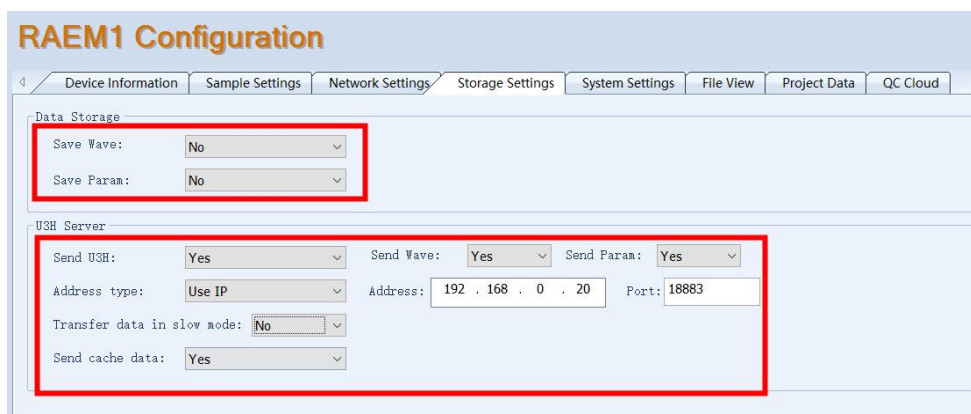 RAEM1 Configuration
Device Information Sample Settings Network Settings Storage Settings System Settings File View Project Data QC Cloud
Data Storage
Save Wave: No
Save Param: No
U3H Server
Send U3H: Yes Send Wave: Yes Send Param: Yes
Address type: Use IP Address: 192 . 168 . 0 . 20 Port: 18883
Transfer data in slow mode: No
Send cache data: Yes